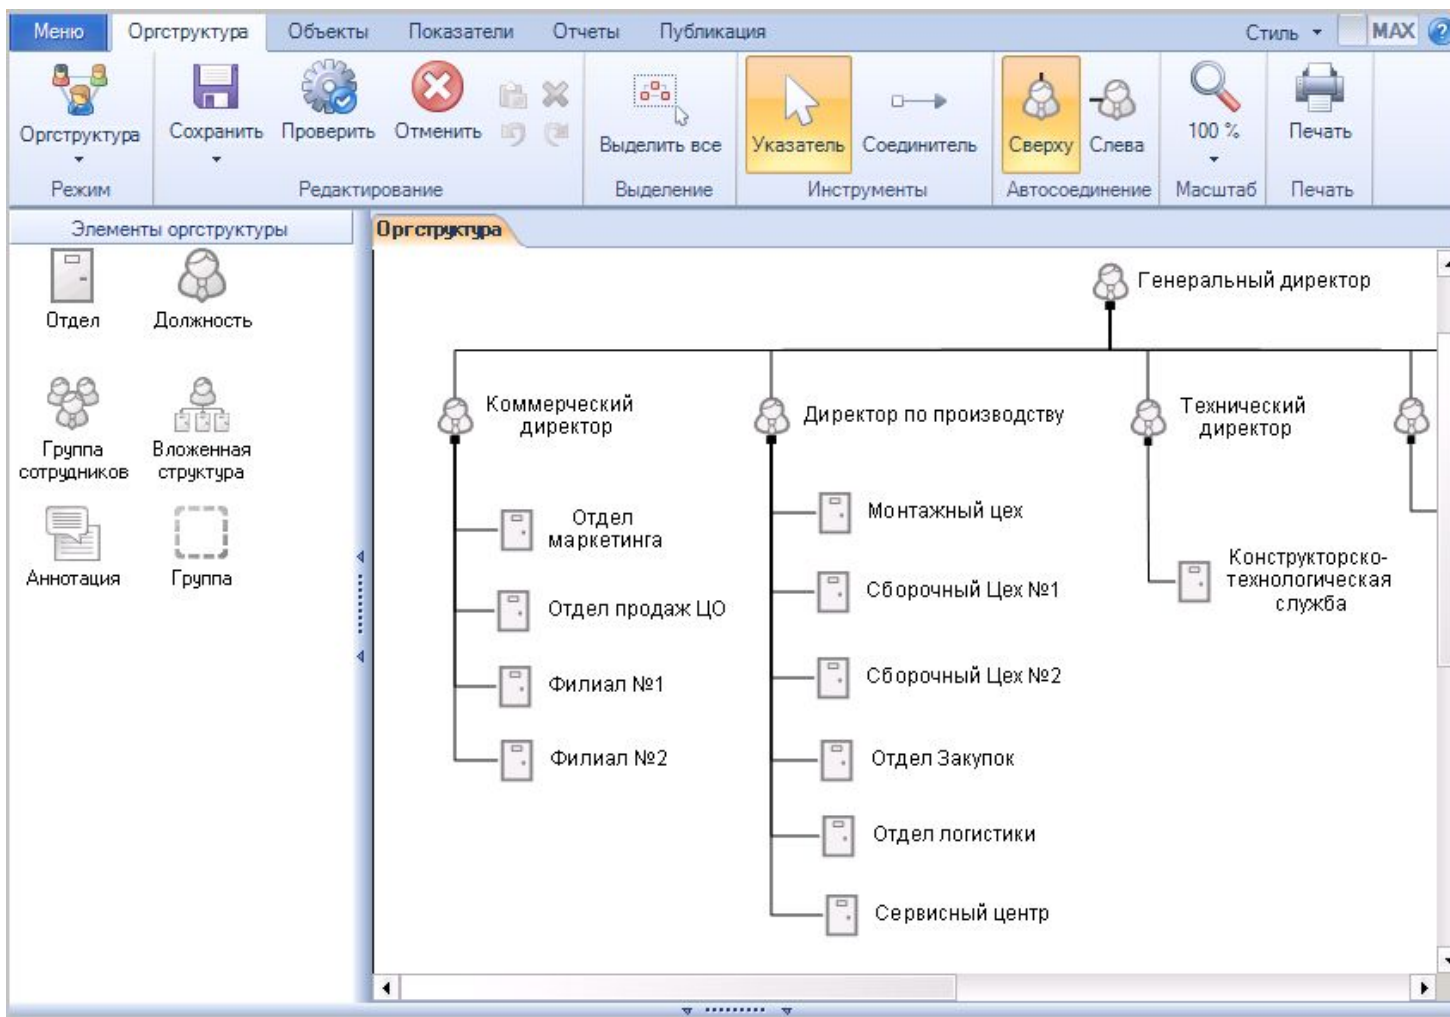 Меню Оргструктура Объекты Показатели Отчеты Публикация Стиль MAX ?
Оргструктура Сохранить Проверить Отменить Выделить все Указатель Соединитель Сверху Слева 100 % Печать
Режим Редактирование Выделение Инструменты Автосоединение Масштаб Печать
Элементы оргструктуры
Отдел Должность
Группа сотрудников
Вложенная структура
Аннотация Группа
Оргструктура
Генеральный директор
Коммерческий
директор
Директор по производству
Технический
директор
Отдел
маркетинга
Отдел продаж ЦО
Филиал №1
Филиал №2
Монтажный цех
Сборочный Цех №1
Сборочный Цех №2
Отдел Закупок
Отдел логистики
Сервисный центр
Конструкторско-
технологическая
служба